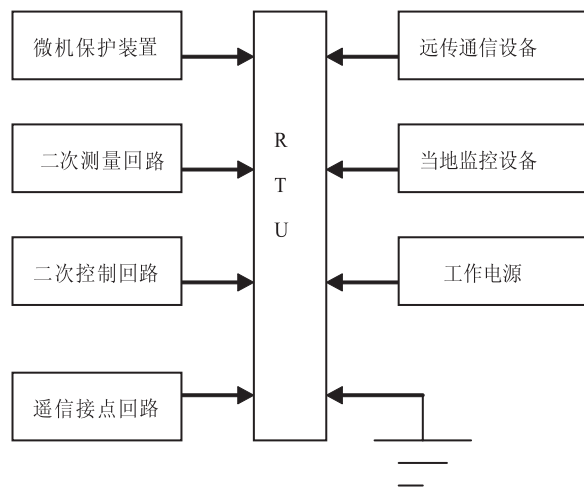 微机保护装置
远传通信设备
二次测量回路
R
T
U
当地监控设备
二次控制回路
工作电源
遥信接点回路